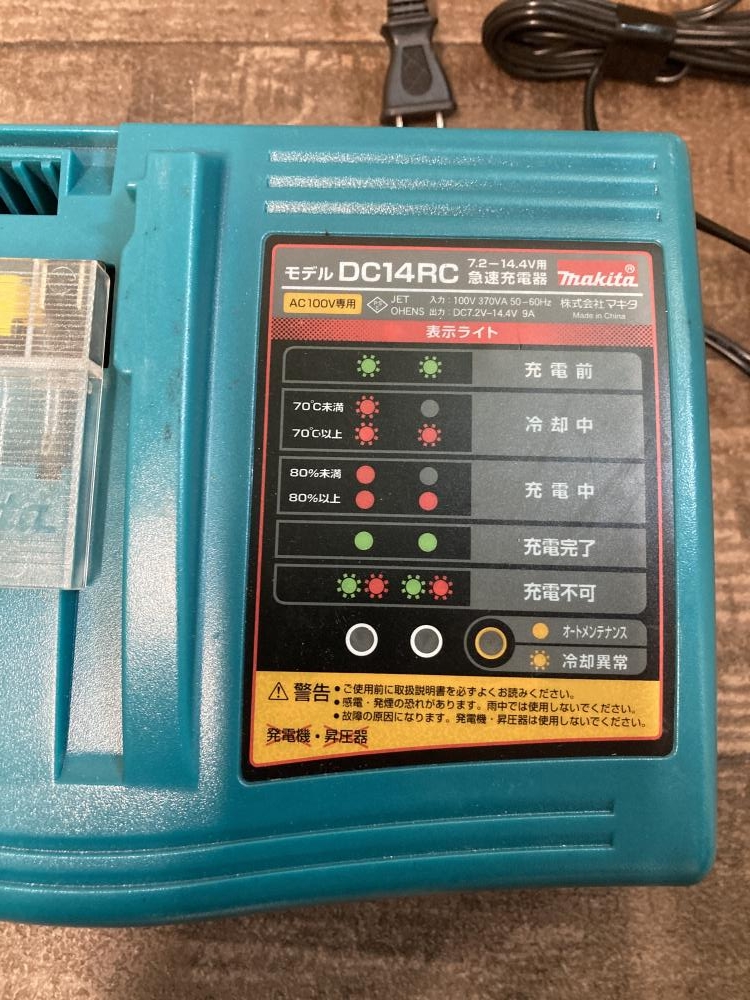 モデル DC14RC 7.2-14.4V用 急速充電器 makita®
AC100V専用 JET OHENS 入力:100V 370VA 50-60Hz 株式会社マキタ
出力:DC7.2V-14.4V 9A Made in China
表示ライト
充電前
70℃未満
70℃以上
冷却中
80%未満
80%以上
充電中
充電完了
充電不可
オートメンテナンス
冷却異常
警告
•ご使用前に取扱説明書を必ずよくお読みください。
•感電・発煙の恐れがあります。雨中では使用しないでください。
•故障の原因になります。発電機・昇圧器は使用しないでください。
発電機・昇圧器